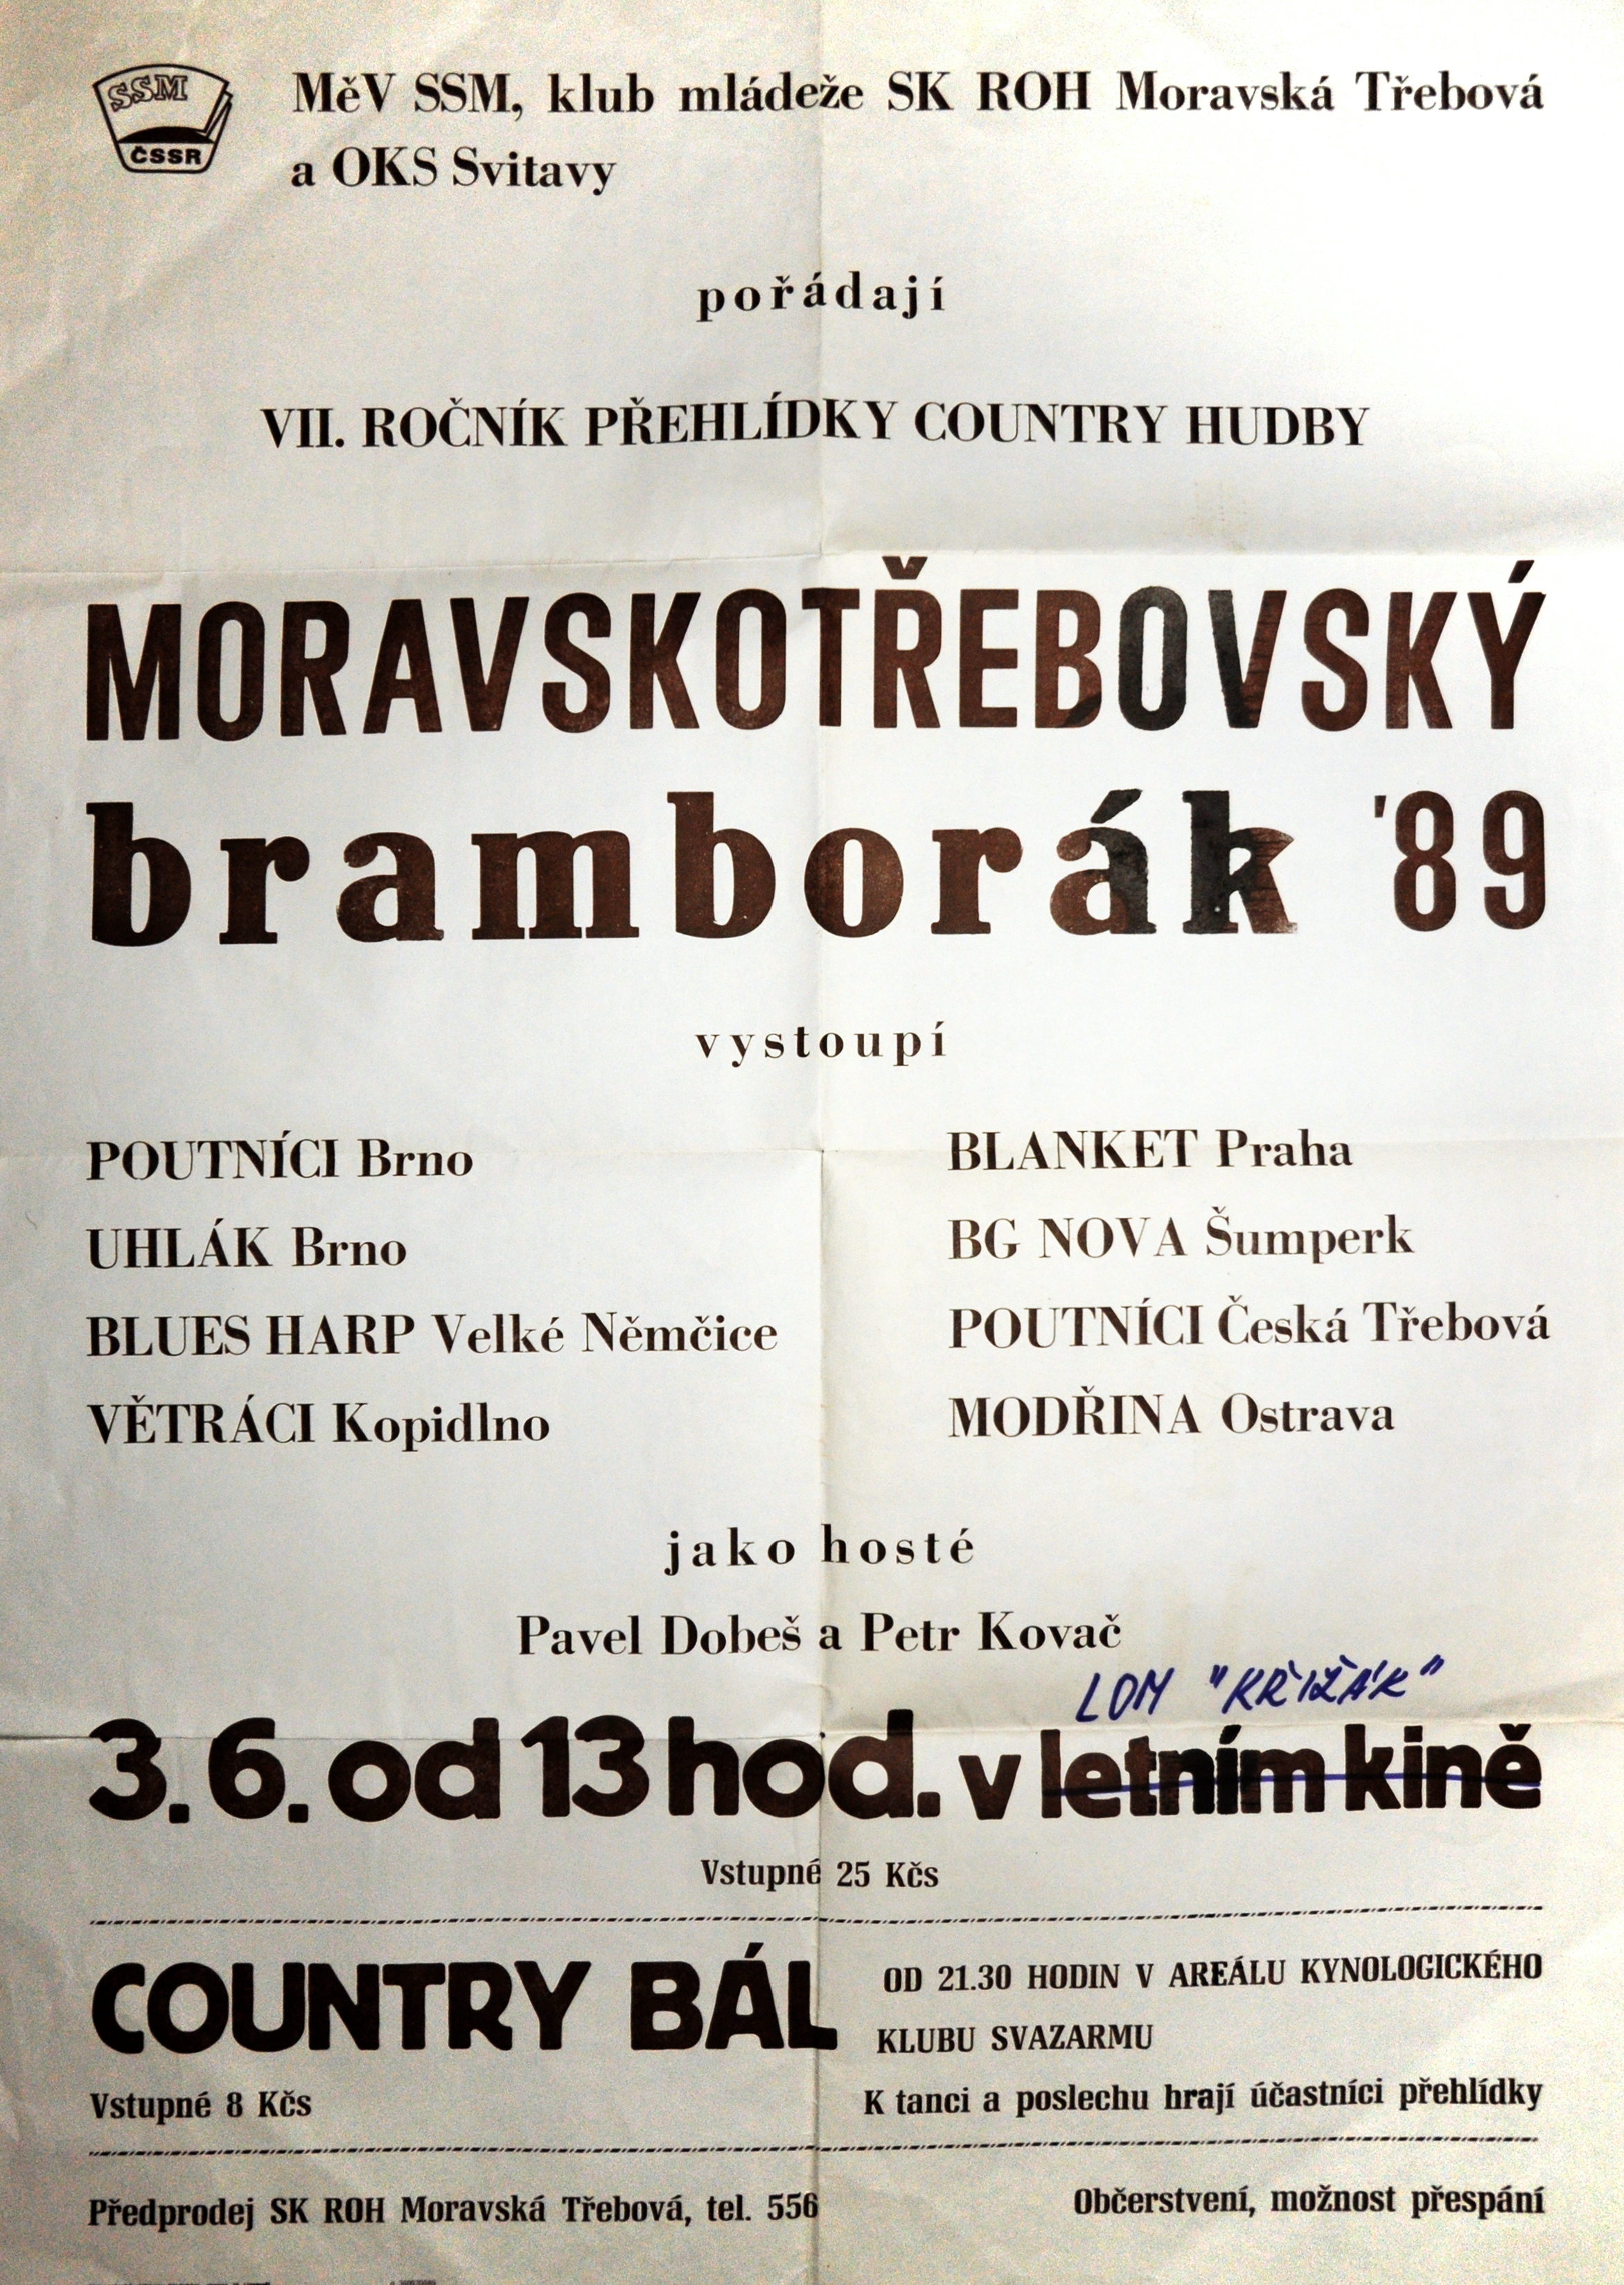 SSM
ČSSR
MěV SSM, klub mládeže SK ROH Moravská Třebová
a OKS Svitavy
pořádají
VII. ROČNÍK PŘEHLÍDKY COUNTRY HUDBY
MORAVSKOTŘEBOVSKÝ
bramborák '89
vystoupí
POUTNÍCI Brno
UHLÁK Brno
BLUES HARP Velké Němčice
VĚTRÁCI Kopidlno
BLANKET Praha
BG NOVA Šumperk
POUTNÍCI Česká Třebová
MODŘINA Ostrava
jako hosté
Pavel Dobeš a Petr Kovač
LOM "KŘIŽÁK"
3. 6. od 13 hod. v letním kině
Vstupné 25 Kčs
COUNTRY BÁL
Vstupné 8 Kčs
OD 21.30 HODIN V AREÁLU KYNOLOGICKÉHO
KLUBU SVAZARMU
K tanci a poslechu hrají účastníci přehlídky
Předprodej SK ROH Moravská Třebová, tel. 556
Občerstvení, možnost přespání